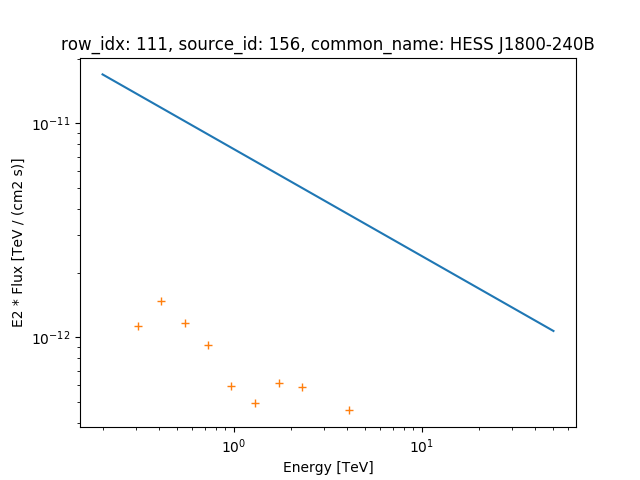 row_idx: 111, source_id: 156, common_name: HESS J1800-240B
10⁻¹¹
10⁻¹²
E2 * Flux [TeV / (cm2 s)]
10⁰
10¹
Energy [TeV]